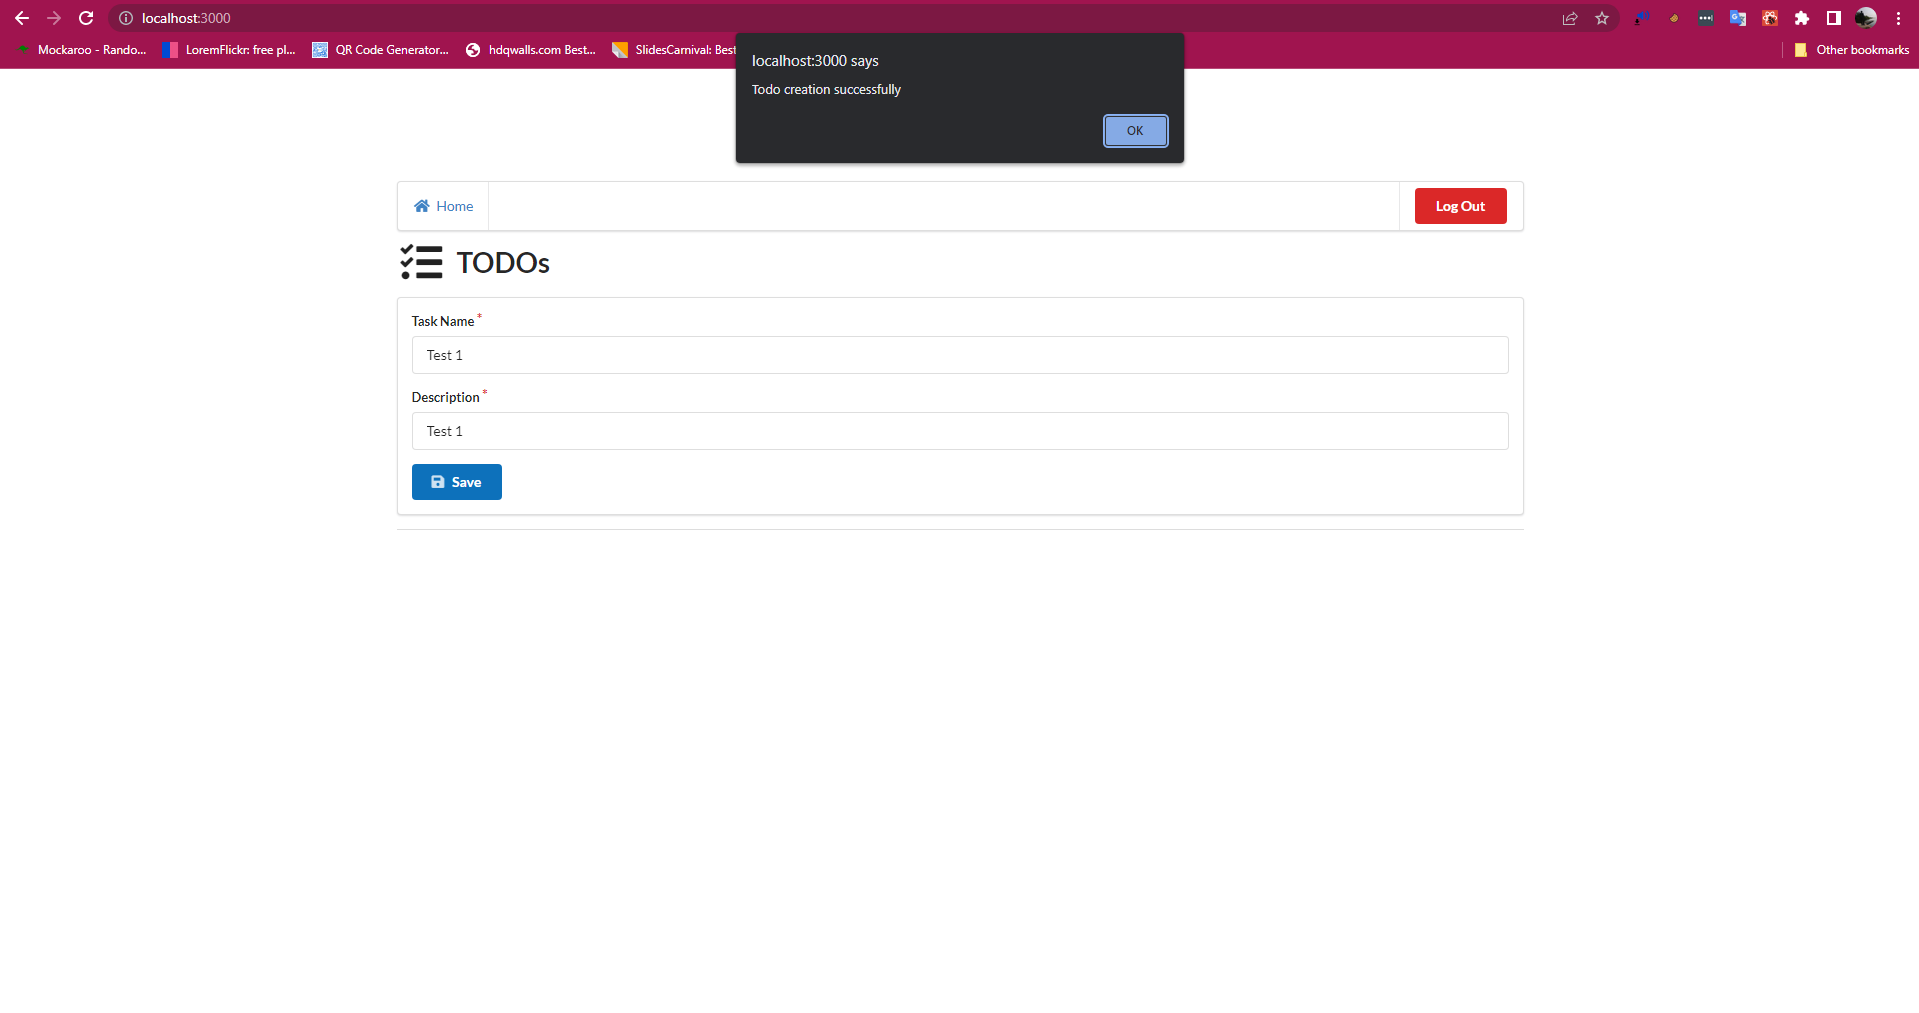 localhost:3000
Mockaroo - Rando...
LoremFlickr: free pl...
QR Code Generator...
hdqwalls.com Best...
SlidesCarnival: Best
Other bookmarks
localhost:3000 says
Todo creation successfully
OK
Home
Log Out
TODOs
Task Name *
Test 1
Description *
Test 1
Save